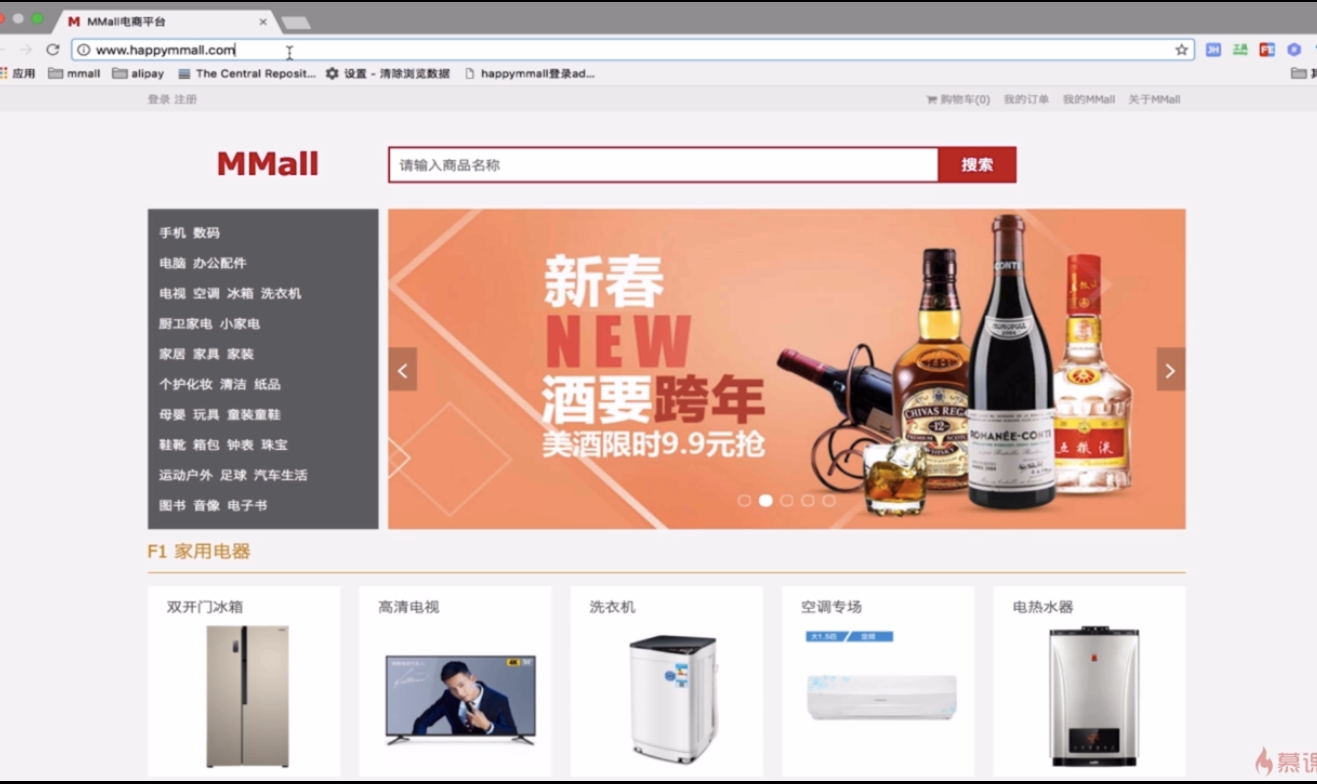 M MMall电商平台
www.happymmall.com
应用 mmall alipay The Central Reposit... 设置 - 清除浏览数据 happymmall登录ad...
登录 注册 购物车(0) 我的订单 我的MMall 关于MMall
MMall 请输入商品名称 搜索
手机 数码
电脑 办公配件
电视 空调 冰箱 洗衣机
厨卫家电 小家电
家居 家具 家装
个护化妆 清洁 纸品
母婴 玩具 童装童鞋
鞋靴 箱包 钟表 珠宝
运动户外 足球 汽车生活
图书 音像 电子书
新春
NEW
酒要跨年
美酒限时9.9元抢
CONTI
CHIVAS REGA
12
ROMANÉE-CONTI
五粮液
F1 家用电器
双开门冰箱 高清电视 洗衣机 空调专场 电热水器
大1.5匹 定频
4K
慕课